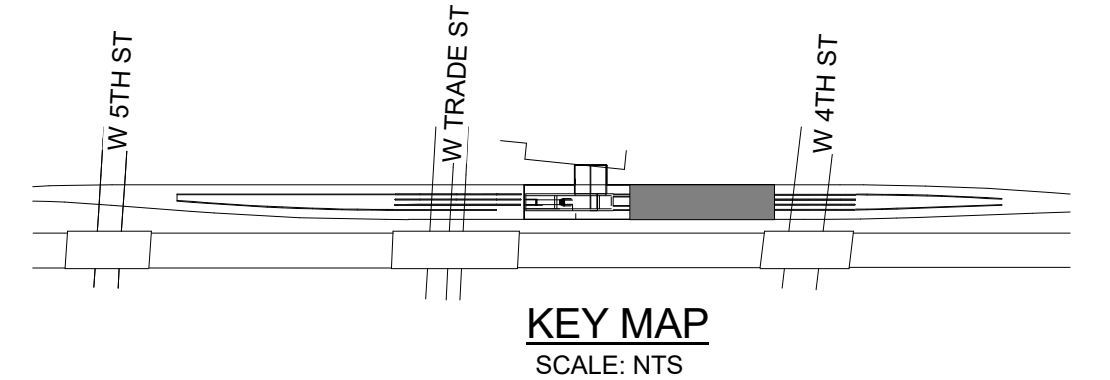 W 5TH ST
W TRADE ST
W 4TH ST
KEY MAP
SCALE: NTS